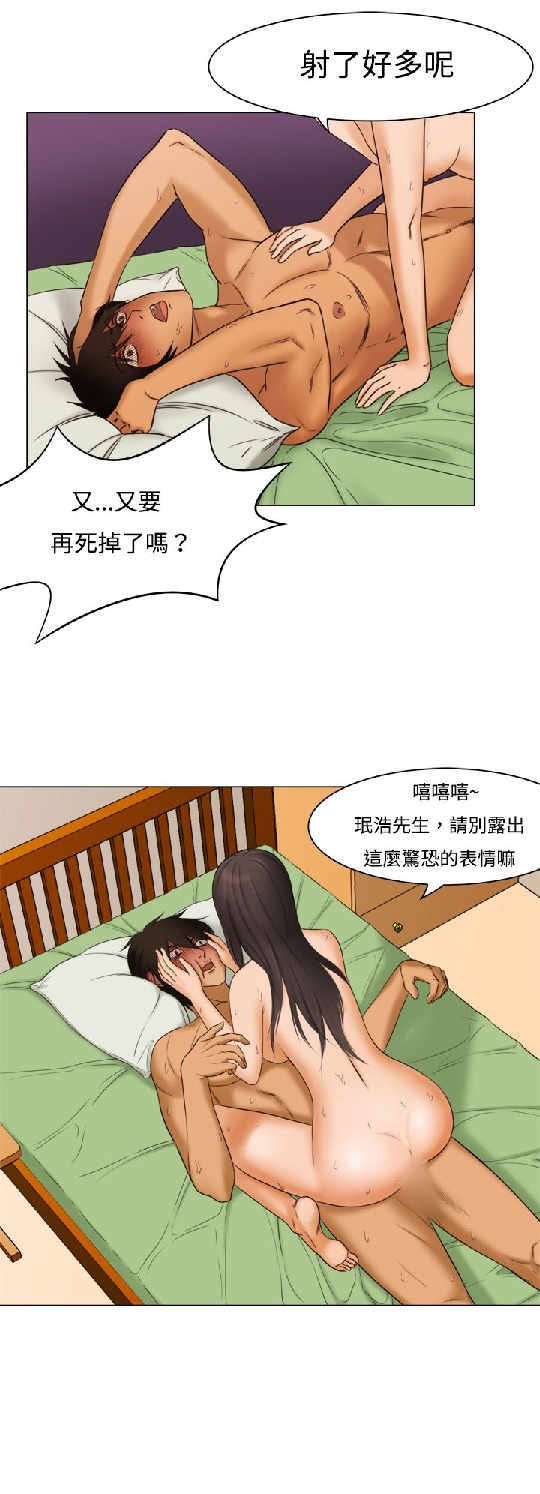 射了好多呢
又...又要
再死掉了嗎？
嘻嘻嘻~
珉浩先生，請別露出
這麼驚恐的表情嘛